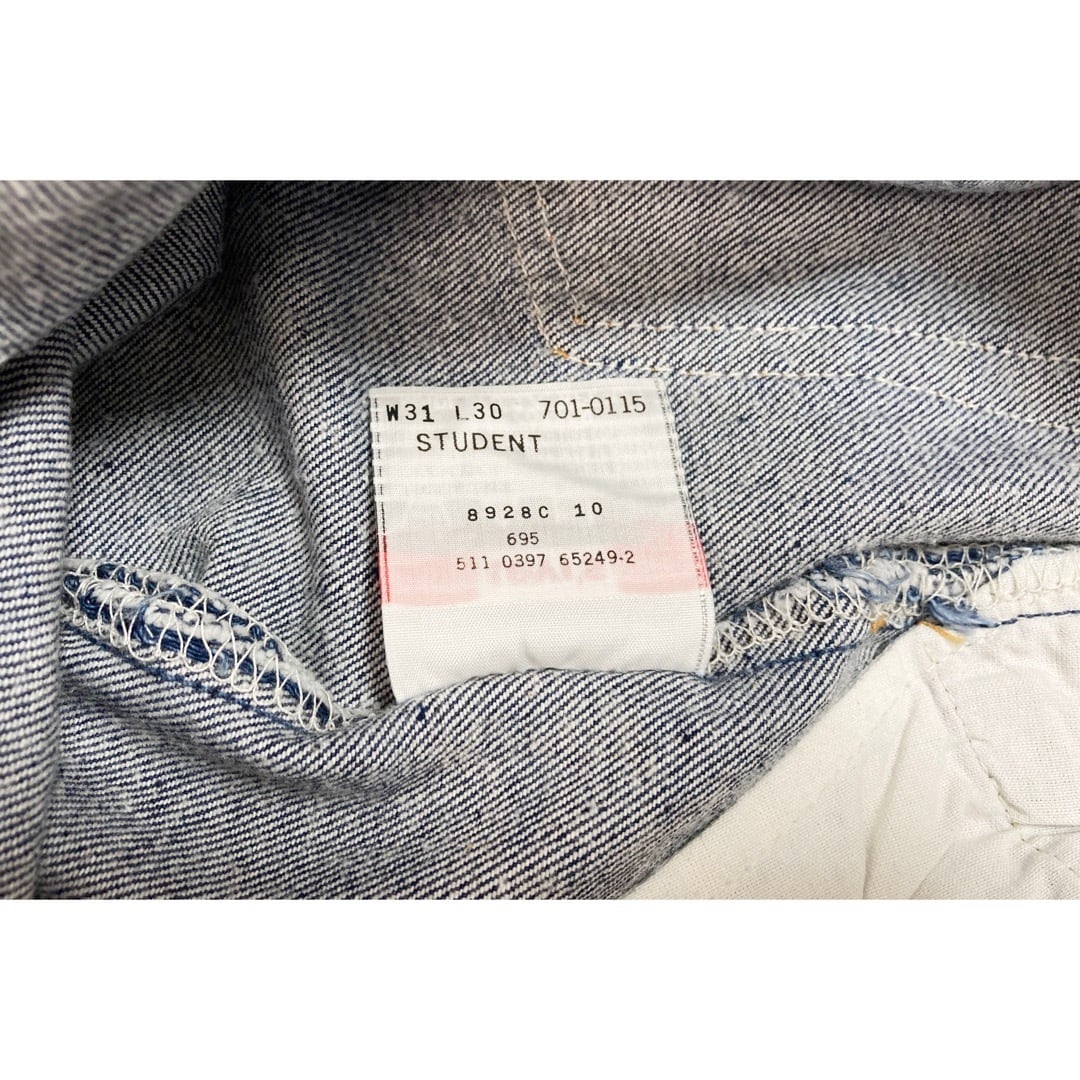 W31 L30 701-0115
STUDENT
8928C 10
695
511 0397 65249-2